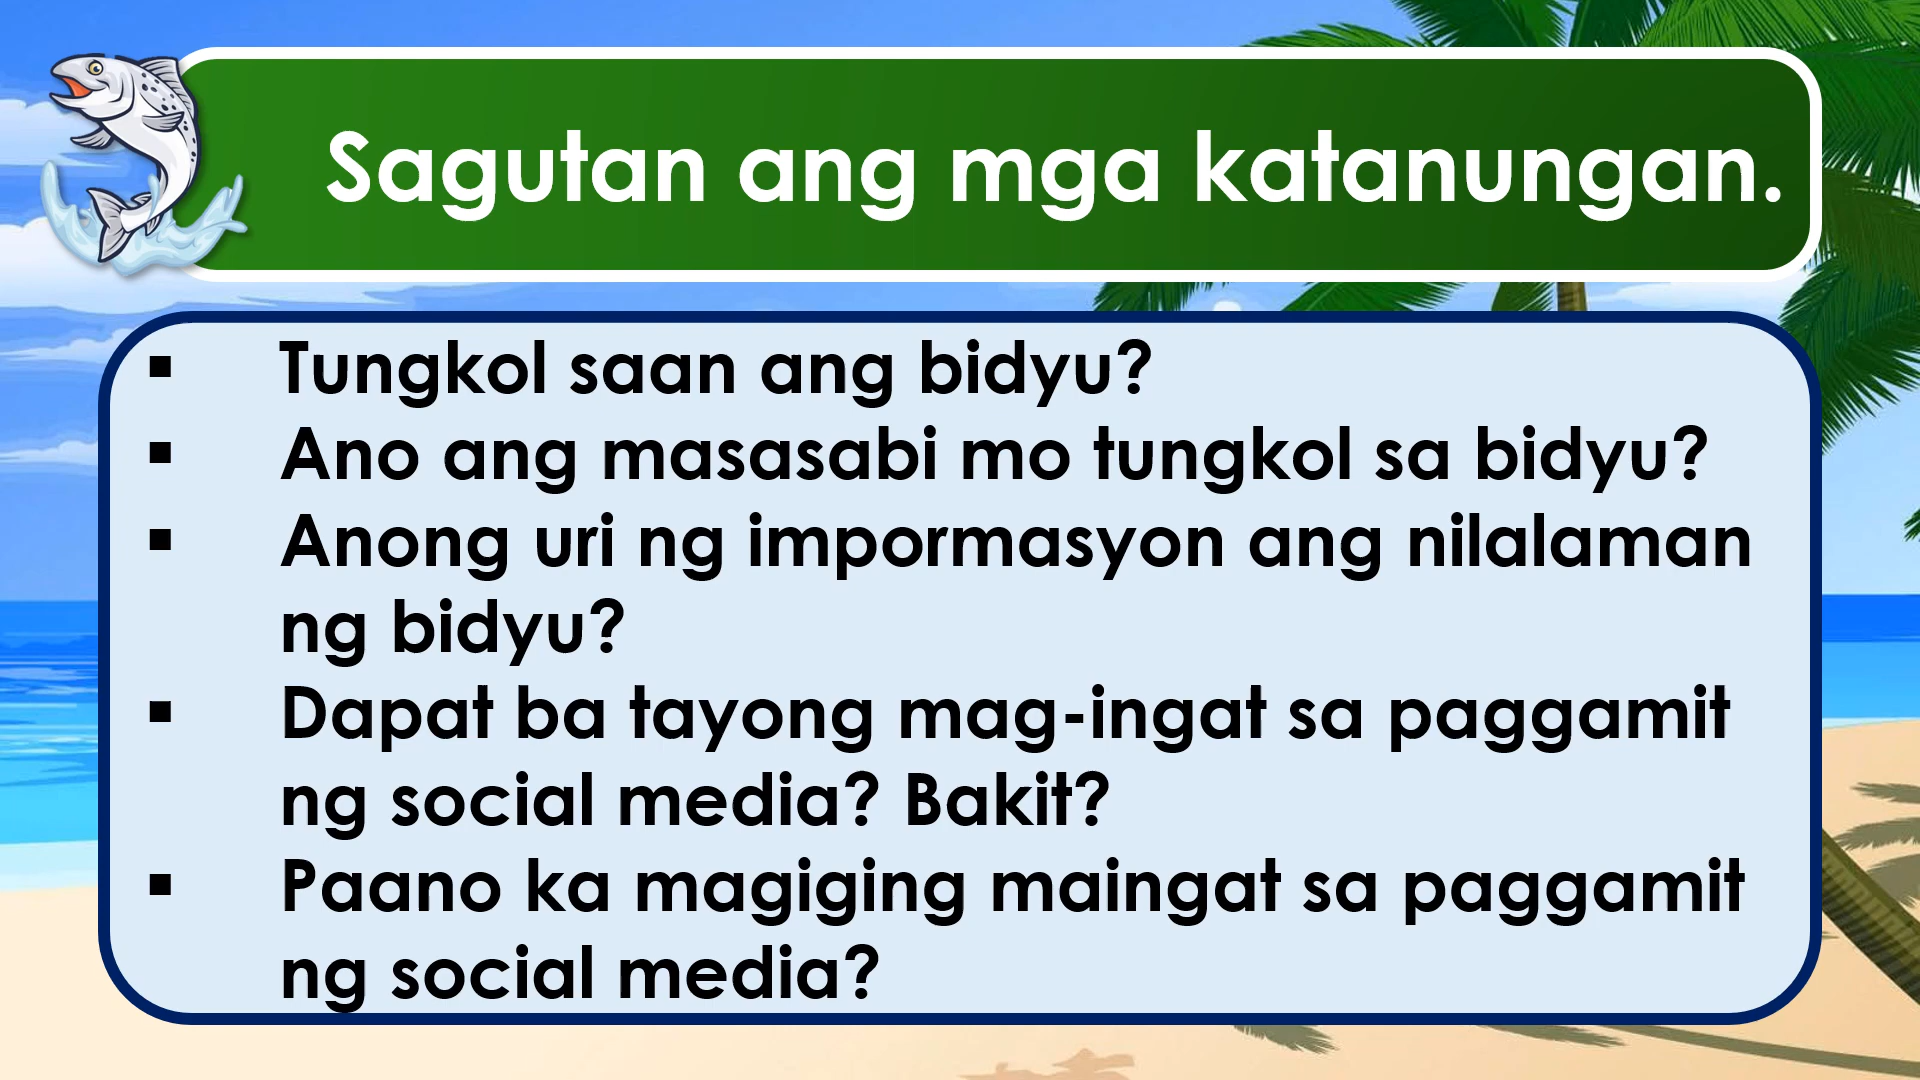 Sagutan ang mga katanungan.
▪ Tungkol saan ang bidyu?
▪ Ano ang masasabi mo tungkol sa bidyu?
▪ Anong uri ng impormasyon ang nilalaman
ng bidyu?
▪ Dapat ba tayong mag-ingat sa paggamit
ng social media? Bakit?
▪ Paano ka magiging maingat sa paggamit
ng social media?